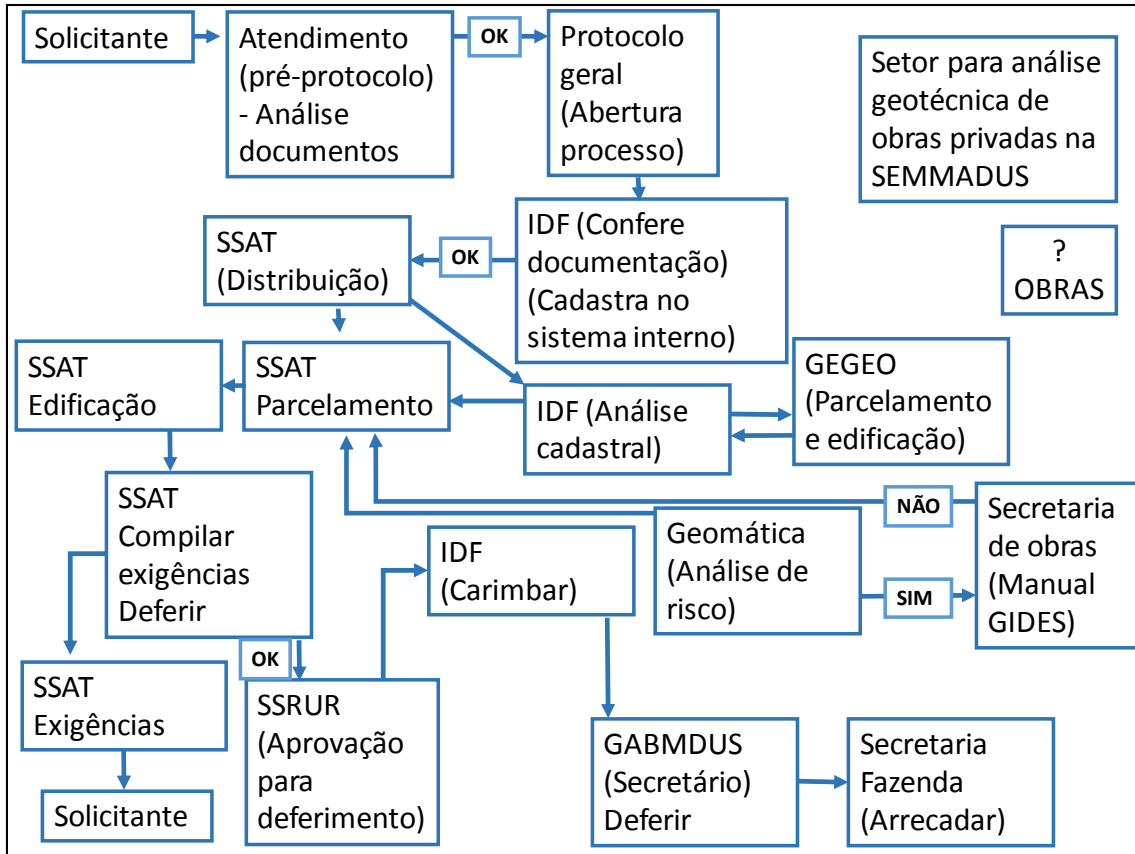 Solicitante
Atendimento
(pré-protocolo)
- Análise
documentos
OK
Protocolo
geral
(Abertura
processo)
Setor para análise
geotécnica de
obras privadas na
SEMMADUS
?
OBRAS
IDF (Confere
documentação)
(Cadastra no
sistema interno)
OK
SSAT
(Distribuição)
SSAT
Edificação
SSAT
Parcelamento
IDF (Análise
cadastral)
GEGEO
(Parcelamento
e edificação)
SSAT
Compilar
exigências
Deferir
IDF
(Carimbar)
Geomática
(Análise de
risco)
NÃO
SIM
Secretaria
de obras
(Manual
GIDES)
OK
SSAT
Exigências
Solicitante
SSRUR
(Aprovação
para
deferimento)
GABMDUS
(Secretário)
Deferir
Secretaria
Fazenda
(Arrecadar)